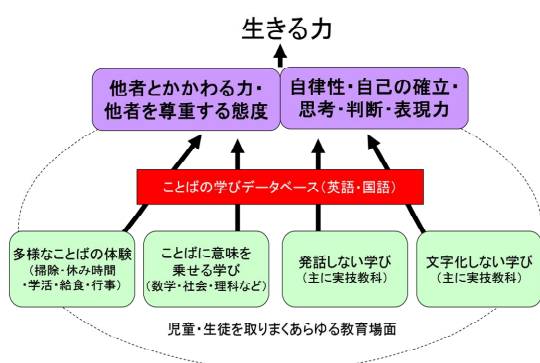 生きる力
他者とかかわる力・
他者を尊重する態度
自律性・自己の確立・
思考・判断・表現力
ことばの学びデータベース(英語・国語)
多様なことばの体験
(掃除・休み時間
・学活・給食・行事)
ことばに意味を
乗せる学び
(数学・社会・理科など)
発話しない学び
(主に実技教科)
文字化しない学び
(主に実技教科)
児童・生徒を取りまくあらゆる教育場面